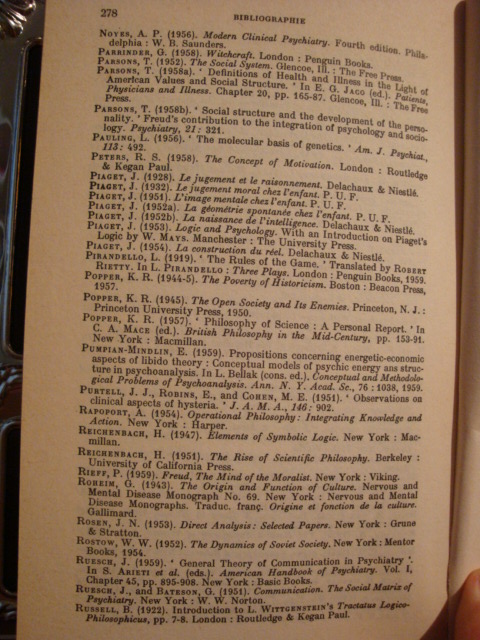 278
BIBLIOGRAPHIE
NOYES, A. P. (1956). Modern Clinical Psychiatry. Fourth edition. Phila-
delphia : W. B. Saunders.
PARRINDER, G. (1958). Witchcraft. London : Penguin Books.
PARSONS, T. (1952). The Social System. Glencoe, Ill. : The Free Press.
PARSONS, T. (1958a). ' Definitions of Health and Illness in the Light of
American Values and Social Structure. ' In E. G. JACO (ed.). Patients,
Physicians and Illness. Chapter 20, pp. 165-87. Glencoe, Ill. : The Free
Press.
PARSONS, T. (1958b). ' Social structure and the development of the perso-
nality. ' Freud's contribution to the integration of psychology and socio-
logy. Psychiatry, 21 : 321.
PAULING, L. (1956). ' The molecular basis of genetics. ' Am. J. Psychiat.,
113 : 492.
PETERS, R. S. (1958). The Concept of Motivation. London : Routledge
& Kegan Paul.
PIAGET, J. (1928). Le jugement et le raisonnement. Delachaux & Niestlé.
PIAGET, J. (1932). Le jugement moral chez l'enfant. P. U. F.
PIAGET, J. (1951). L'image mentale chez l'enfant. P. U. F.
PIAGET, J. (1952a). La géométrie spontanée chez l'enfant. P. U. F.
PIAGET, J. (1952b). La naissance de l'intelligence. Delachaux & Niestlé.
PIAGET, J. (1953). Logic and Psychology. With an Introduction on Piaget's
Logic by W. MAYS. Manchester : The University Press.
PIAGET, J. (1954). La construction du réel. Delachaux & Niestlé.
PIRANDELLO, L. (1919). ' The Rules of the Game. ' Translated by ROBERT
RIETTY. In L. PIRANDELLO : Three Plays. London : Penguin Books, 1959.
POPPER, K. R. (1944-5). The Poverty of Historicism. Boston : Beacon Press,
1957.
POPPER, K. R. (1945). The Open Society and Its Enemies. Princeton, N. J. :
Princeton University Press, 1950.
POPPER, K. R. (1957). ' Philosophy of Science : A Personal Report. ' In
C. A. MACE (ed.). British Philosophy in the Mid-Century, pp. 153-91.
New York : Macmillan.
PUMPIAN-MINDLIN, E. (1959). Propositions concerning energetic-economic
aspects of libido theory : Conceptual models of psychic energy ans struc-
ture in psychoanalysis. In L. Bellak (cons. ed.), Conceptual and Methodolo-
gical Problems of Psychoanalysis. Ann. N. Y. Acad. Sc., 76 : 1038, 1959.
PURTELL, J. J., ROBINS, E., and COHEN, M. E. (1951). ' Observations on
clinical aspects of hysteria. ' J. A. M. A., 146 : 902.
RAPOPORT, A. (1954). Operational Philosophy : Integrating Knowledge and
Action. New York : Harper.
REICHENBACH, H. (1947). Elements of Symbolic Logic. New York : Mac-
millan.
REICHENBACH, H. (1951). The Rise of Scientific Philosophy. Berkeley :
University of California Press.
RIEFF, P. (1959). Freud, The Mind of the Moralist. New York : Viking.
ROHEIM, G. (1943). The Origin and Function of Culture. Nervous and
Mental Disease Monograph No. 69. New York : Nervous and Mental
Disease Monographs. Traduc. franç. Origine et fonction de la culture.
Gallimard.
ROSEN, J. N. (1953). Direct Analysis : Selected Papers. New York : Grune
& Stratton.
ROSTOW, W. W. (1952). The Dynamics of Soviet Society. New York : Mentor
Books, 1954.
RUESCH, J. (1959). ' General Theory of Communication in Psychiatry '.
In S. ARIETI et al. (eds.). American Handbook of Psychiatry. Vol. I,
Chapter 45, pp. 895-908. New York : Basic Books.
RUESCH, J., and BATESON, G. (1951). Communication. The Social Matrix of
Psychiatry. New York : W. W. Norton.
RUSSELL, B. (1922). Introduction to L. WITTGENSTEIN's Tractatus Logico-
Philosophicus, pp. 7-8. London : Routledge & Kegan Paul.